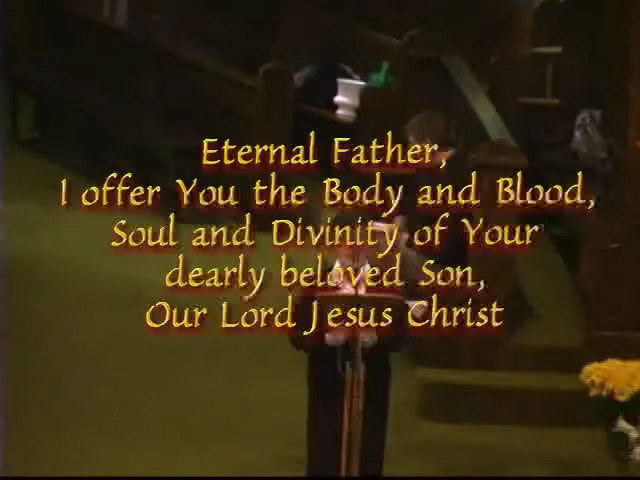 Eternal Father,
I offer You the Body and Blood,
Soul and Divinity of Your
dearly beloved Son,
Our Lord Jesus Christ